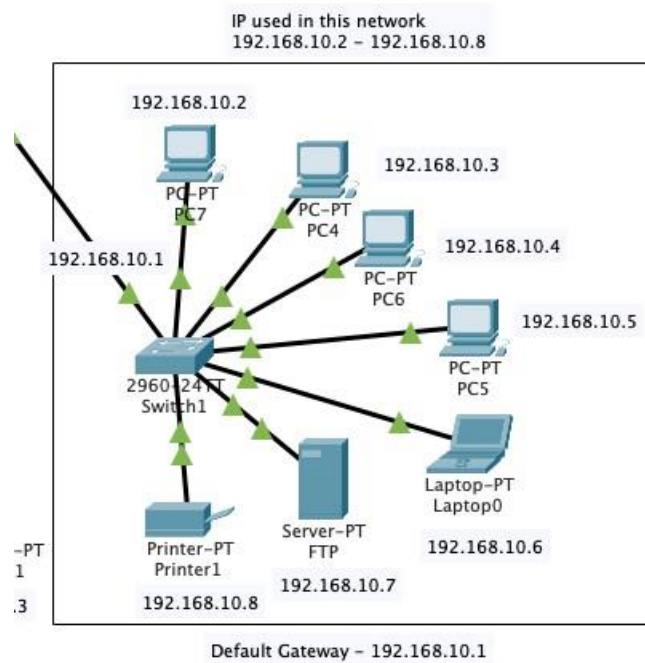 IP used in this network
192.168.10.2 – 192.168.10.8
192.168.10.2
PC-PT
PC7
192.168.10.3
PC-PT
PC4
192.168.10.4
PC-PT
PC6
192.168.10.1
192.168.10.5
PC-PT
PC5
2960-24TT
Switch1
Laptop-PT
Laptop0
192.168.10.6
Server-PT
FTP
192.168.10.7
Printer-PT
Printer1
192.168.10.8
-PT
1
.3
Default Gateway – 192.168.10.1